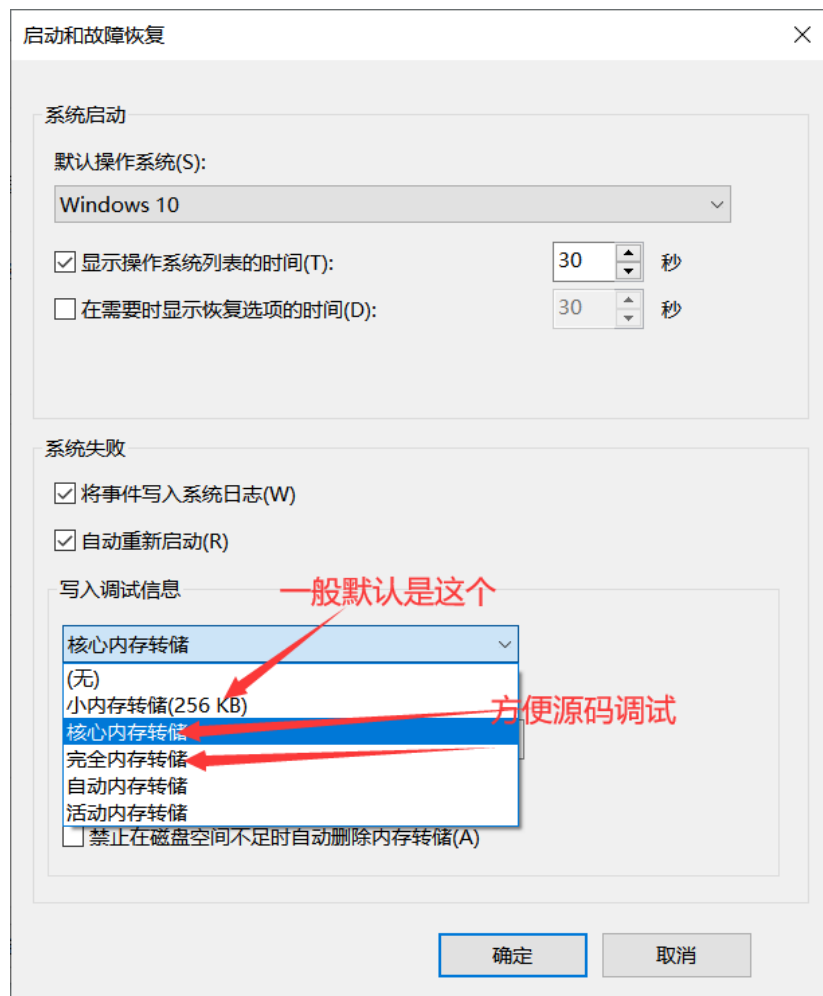 启动和故障恢复
系统启动
默认操作系统(S):
Windows 10
显示操作系统列表的时间(T):
30
秒
在需要时显示恢复选项的时间(D):
30
秒
系统失败
将事件写入系统日志(W)
自动重新启动(R)
写入调试信息
一般默认是这个
核心内存转储
(无)
小内存转储(256 KB)
方便源码调试
核心内存转储
完全内存转储
自动内存转储
活动内存转储
禁止在磁盘空间不足时自动删除内存转储(A)
确定
取消